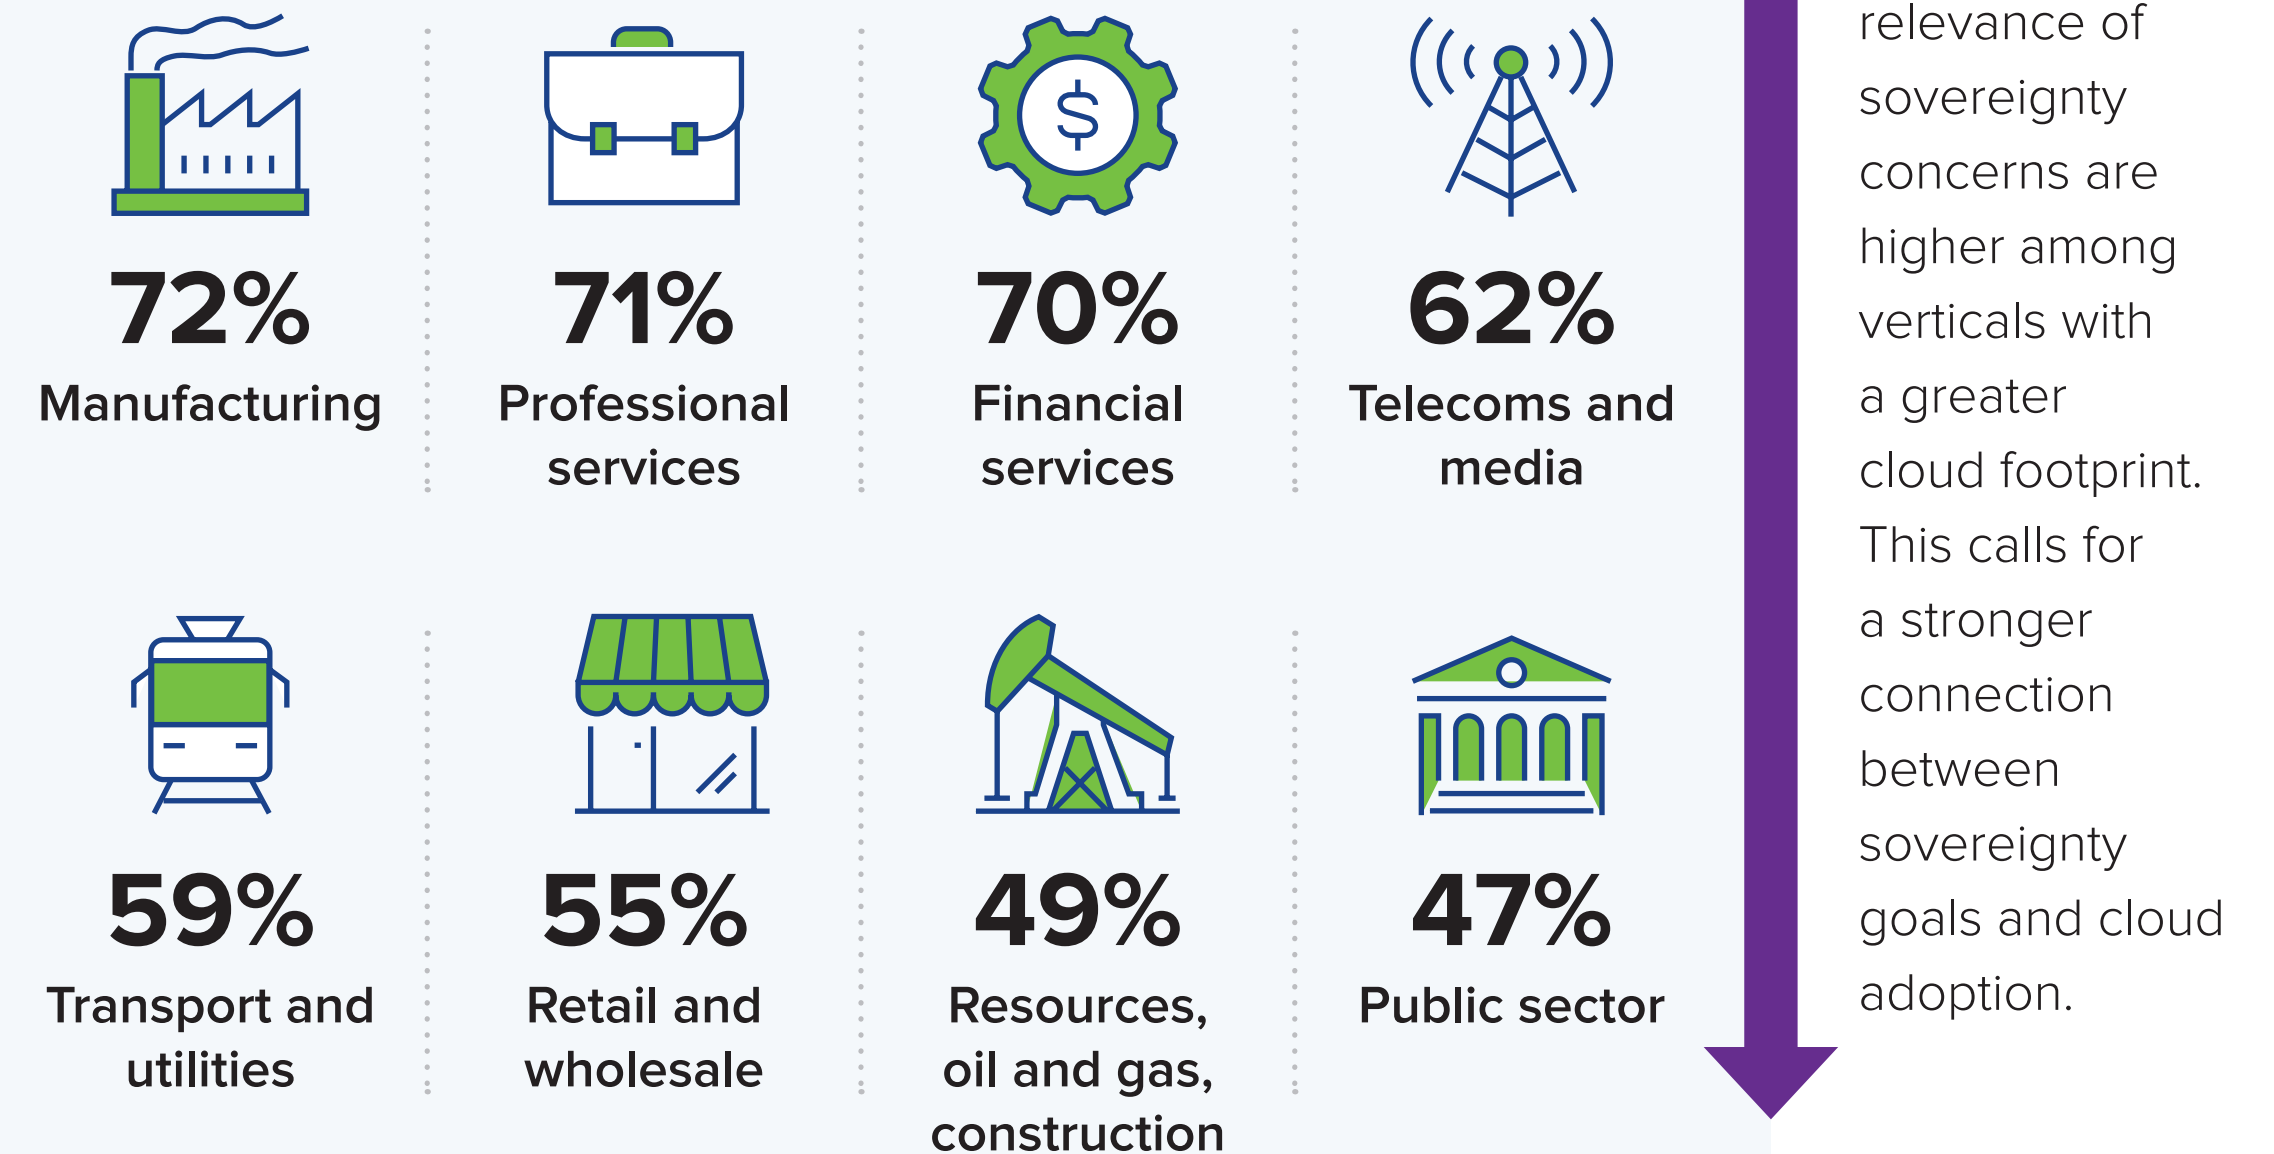 72%
Manufacturing
71%
Professional
services
70%
Financial
services
62%
Telecoms and
media
59%
Transport and
utilities
55%
Retail and
wholesale
49%
Resources,
oil and gas,
construction
47%
Public sector
relevance of
sovereignty
concerns are
higher among
verticals with
a greater
cloud footprint.
This calls for
a stronger
connection
between
sovereignty
goals and cloud
adoption.